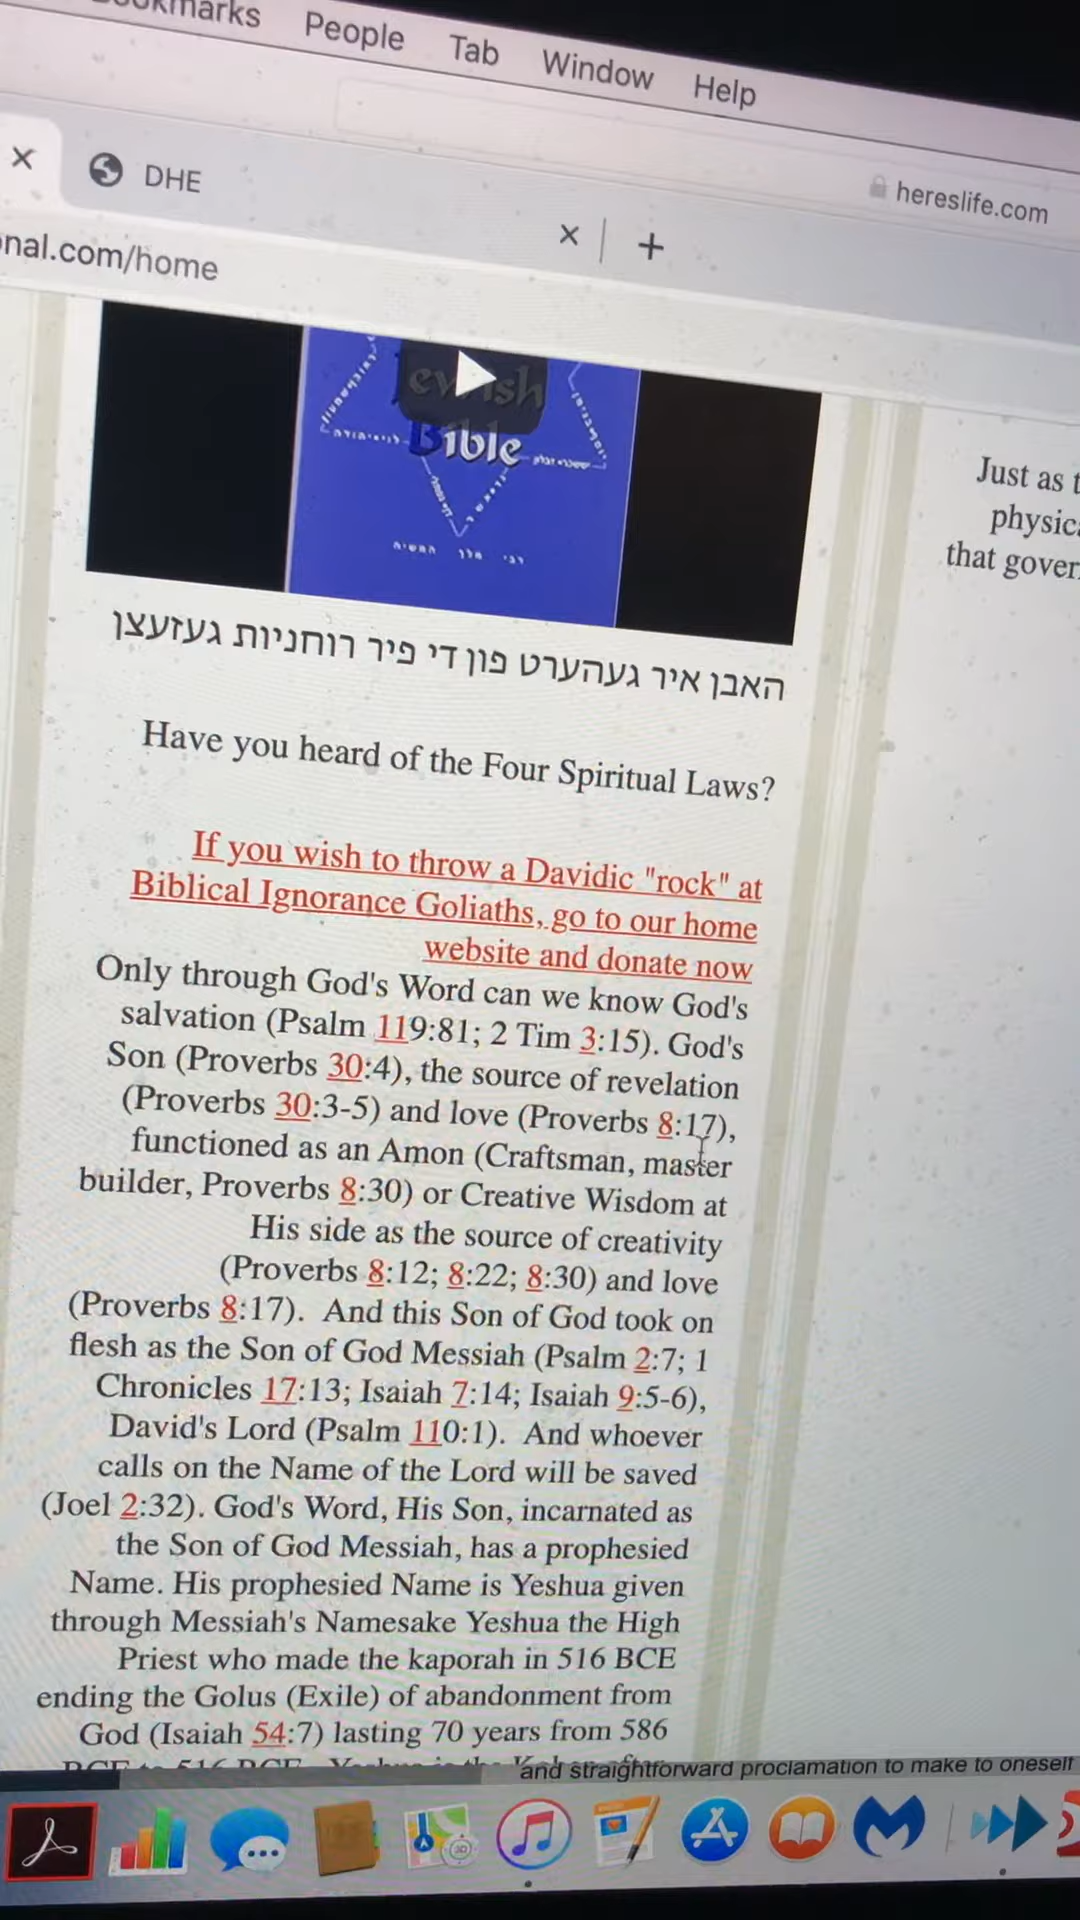 Bookmarks People Tab Window Help
DHE
hereslife.com
nal.com/home
Bible
האבן איר געהערט פון די פיר רוחניות געזעצן
Have you heard of the Four Spiritual Laws?
If you wish to throw a Davidic "rock" at
Biblical Ignorance Goliaths, go to our home
website and donate now
Only through God's Word can we know God's
salvation (Psalm 119:81; 2 Tim 3:15). God's
Son (Proverbs 30:4), the source of revelation
(Proverbs 30:3-5) and love (Proverbs 8:17),
functioned as an Amon (Craftsman, master
builder, Proverbs 8:30) or Creative Wisdom at
His side as the source of creativity
(Proverbs 8:12; 8:22; 8:30) and love
(Proverbs 8:17). And this Son of God took on
flesh as the Son of God Messiah (Psalm 2:7; 1
Chronicles 17:13; Isaiah 7:14; Isaiah 9:5-6),
David's Lord (Psalm 110:1). And whoever
calls on the Name of the Lord will be saved
(Joel 2:32). God's Word, His Son, incarnated as
the Son of God Messiah, has a prophesied
Name. His prophesied Name is Yeshua given
through Messiah's Namesake Yeshua the High
Priest who made the kaporah in 516 BCE
ending the Golus (Exile) of abandonment from
God (Isaiah 54:7) lasting 70 years from 586
and straightforward proclamation to make to oneself
Just as
that
3D